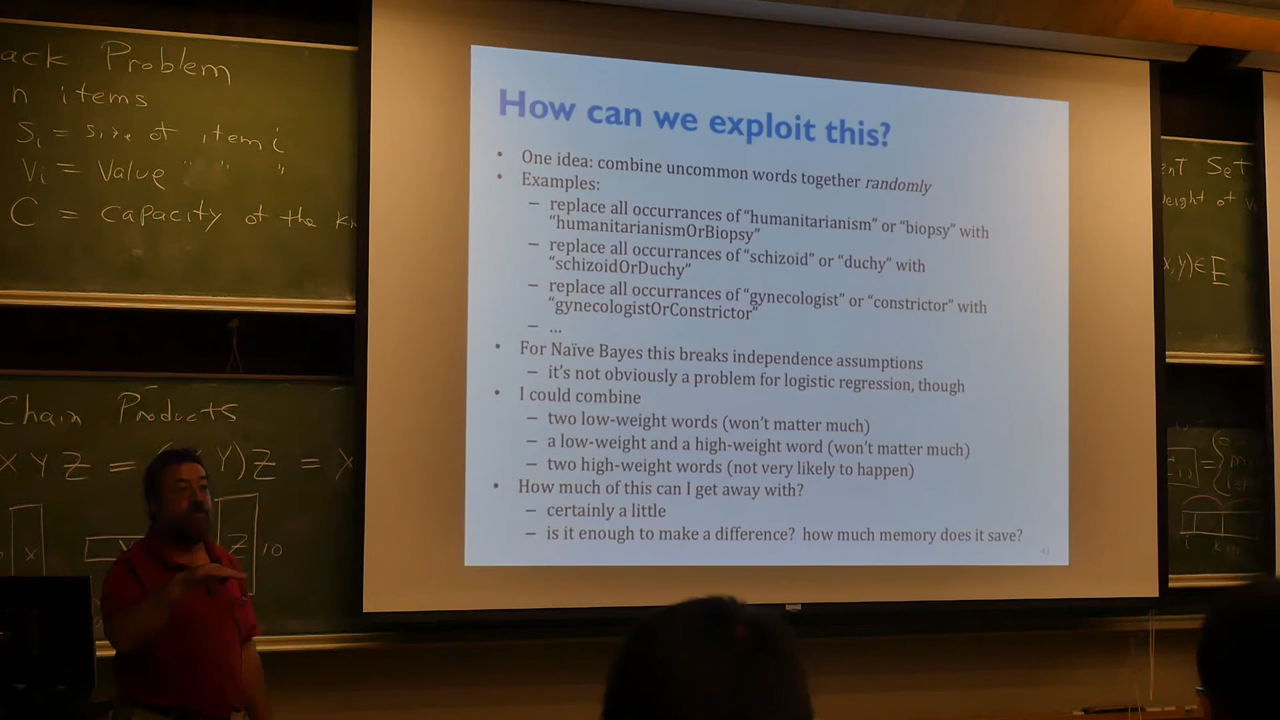 ack Problem
n items
Si = size of item i
Vi = Value " " "
C = capacity of the Kn
Chain Products
X Y Z = ( Y) Z = X
X
Z 10
How can we exploit this?
• One idea: combine uncommon words together randomly
• Examples:
– replace all occurrances of “humanitarianism” or “biopsy” with
“humanitarianismOrBiopsy”
– replace all occurrances of “schizoid” or “duchy” with
“schizoidOrDuchy”
– replace all occurrances of “gynecologist” or “constrictor” with
“gynecologistOrConstrictor”
– ...
• For Naïve Bayes this breaks independence assumptions
– it’s not obviously a problem for logistic regression, though
• I could combine
– two low-weight words (won’t matter much)
– a low-weight and a high-weight word (won’t matter much)
– two high-weight words (not very likely to happen)
• How much of this can I get away with?
– certainly a little
– is it enough to make a difference? how much memory does it save?
ent Set
eight of Vi
x,y)∈E